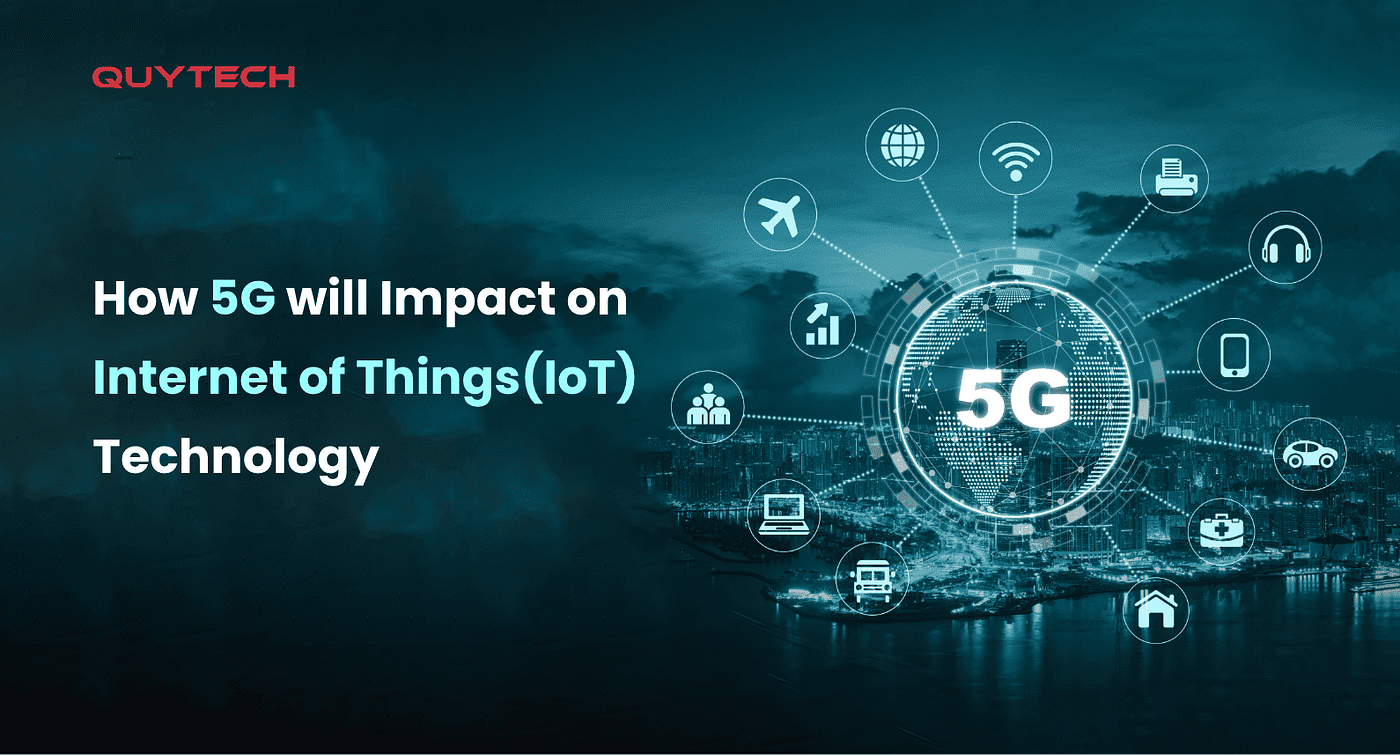 QUYTECH
How 5G will Impact on
Internet of Things(IoT)
Technology
5G